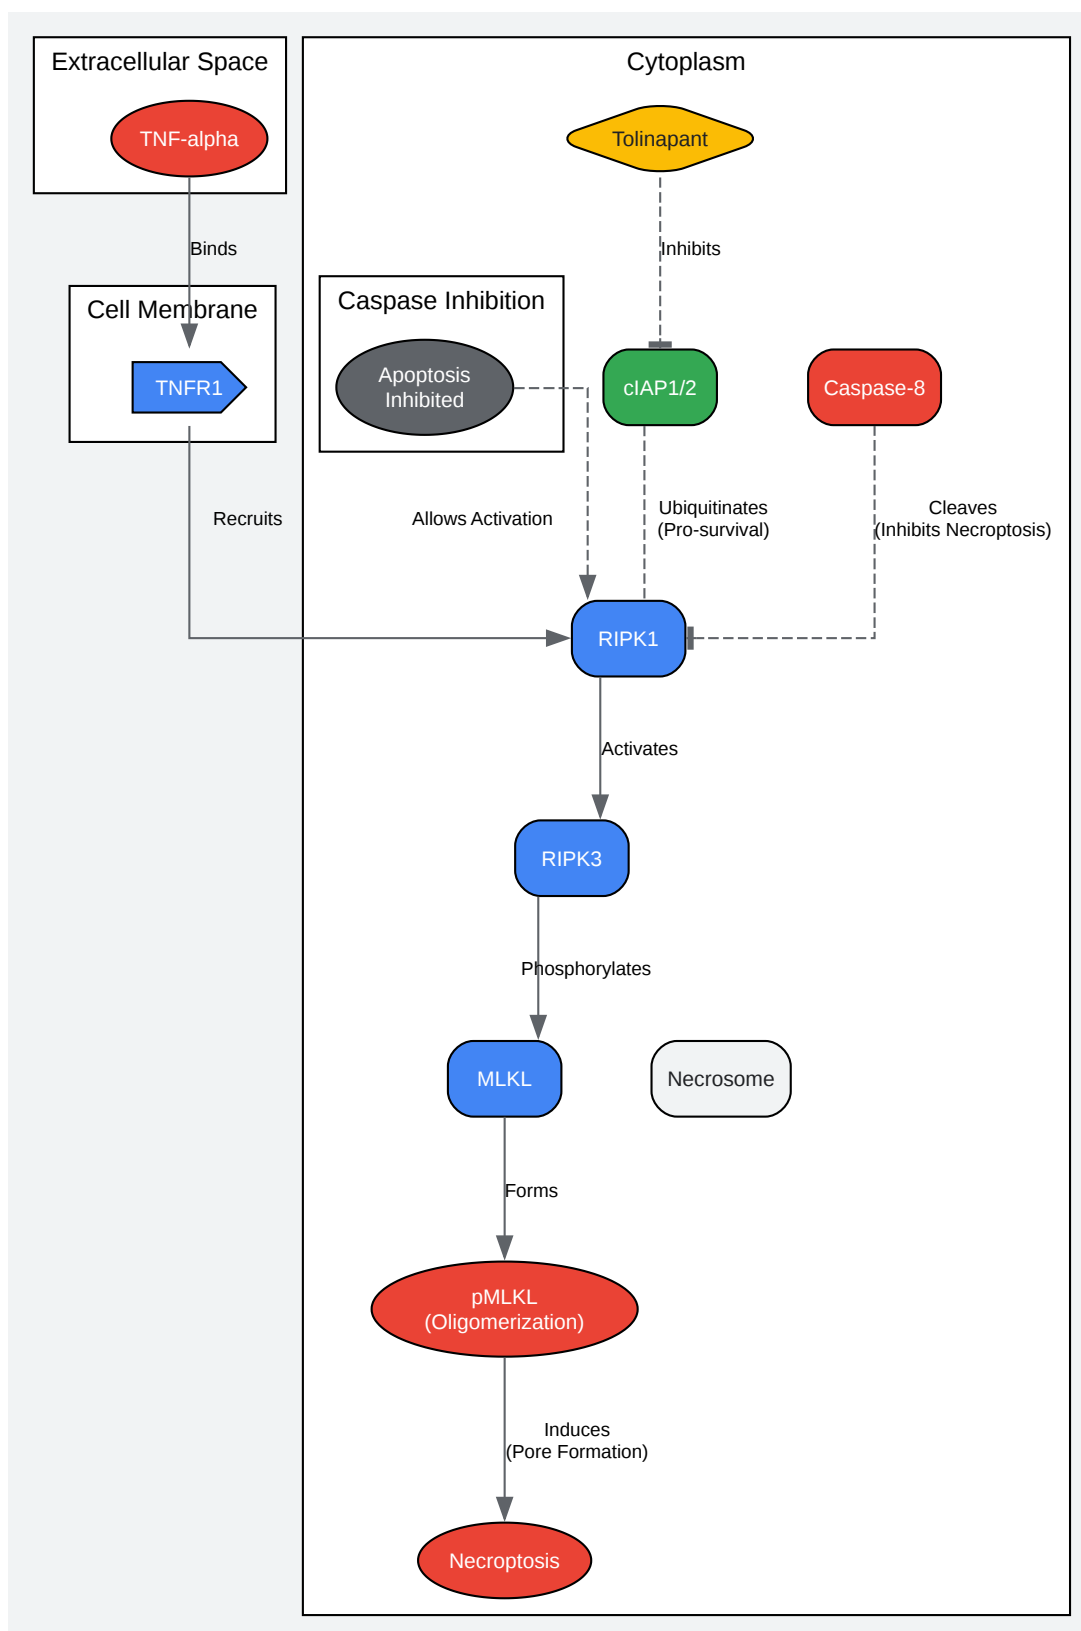 Extracellular Space
Cytoplasm
TNF-alpha
Tolinapant
Binds
Inhibits
Cell Membrane
Caspase Inhibition
TNFR1
Apoptosis
Inhibited
cIAP1/2
Caspase-8
Recruits
Allows Activation
Ubiquitinates
(Pro-survival)
Cleaves
(Inhibits Necroptosis)
RIPK1
Activates
RIPK3
Phosphorylates
MLKL
Necrosome
Forms
pMLKL
(Oligomerization)
Induces
(Pore Formation)
Necroptosis